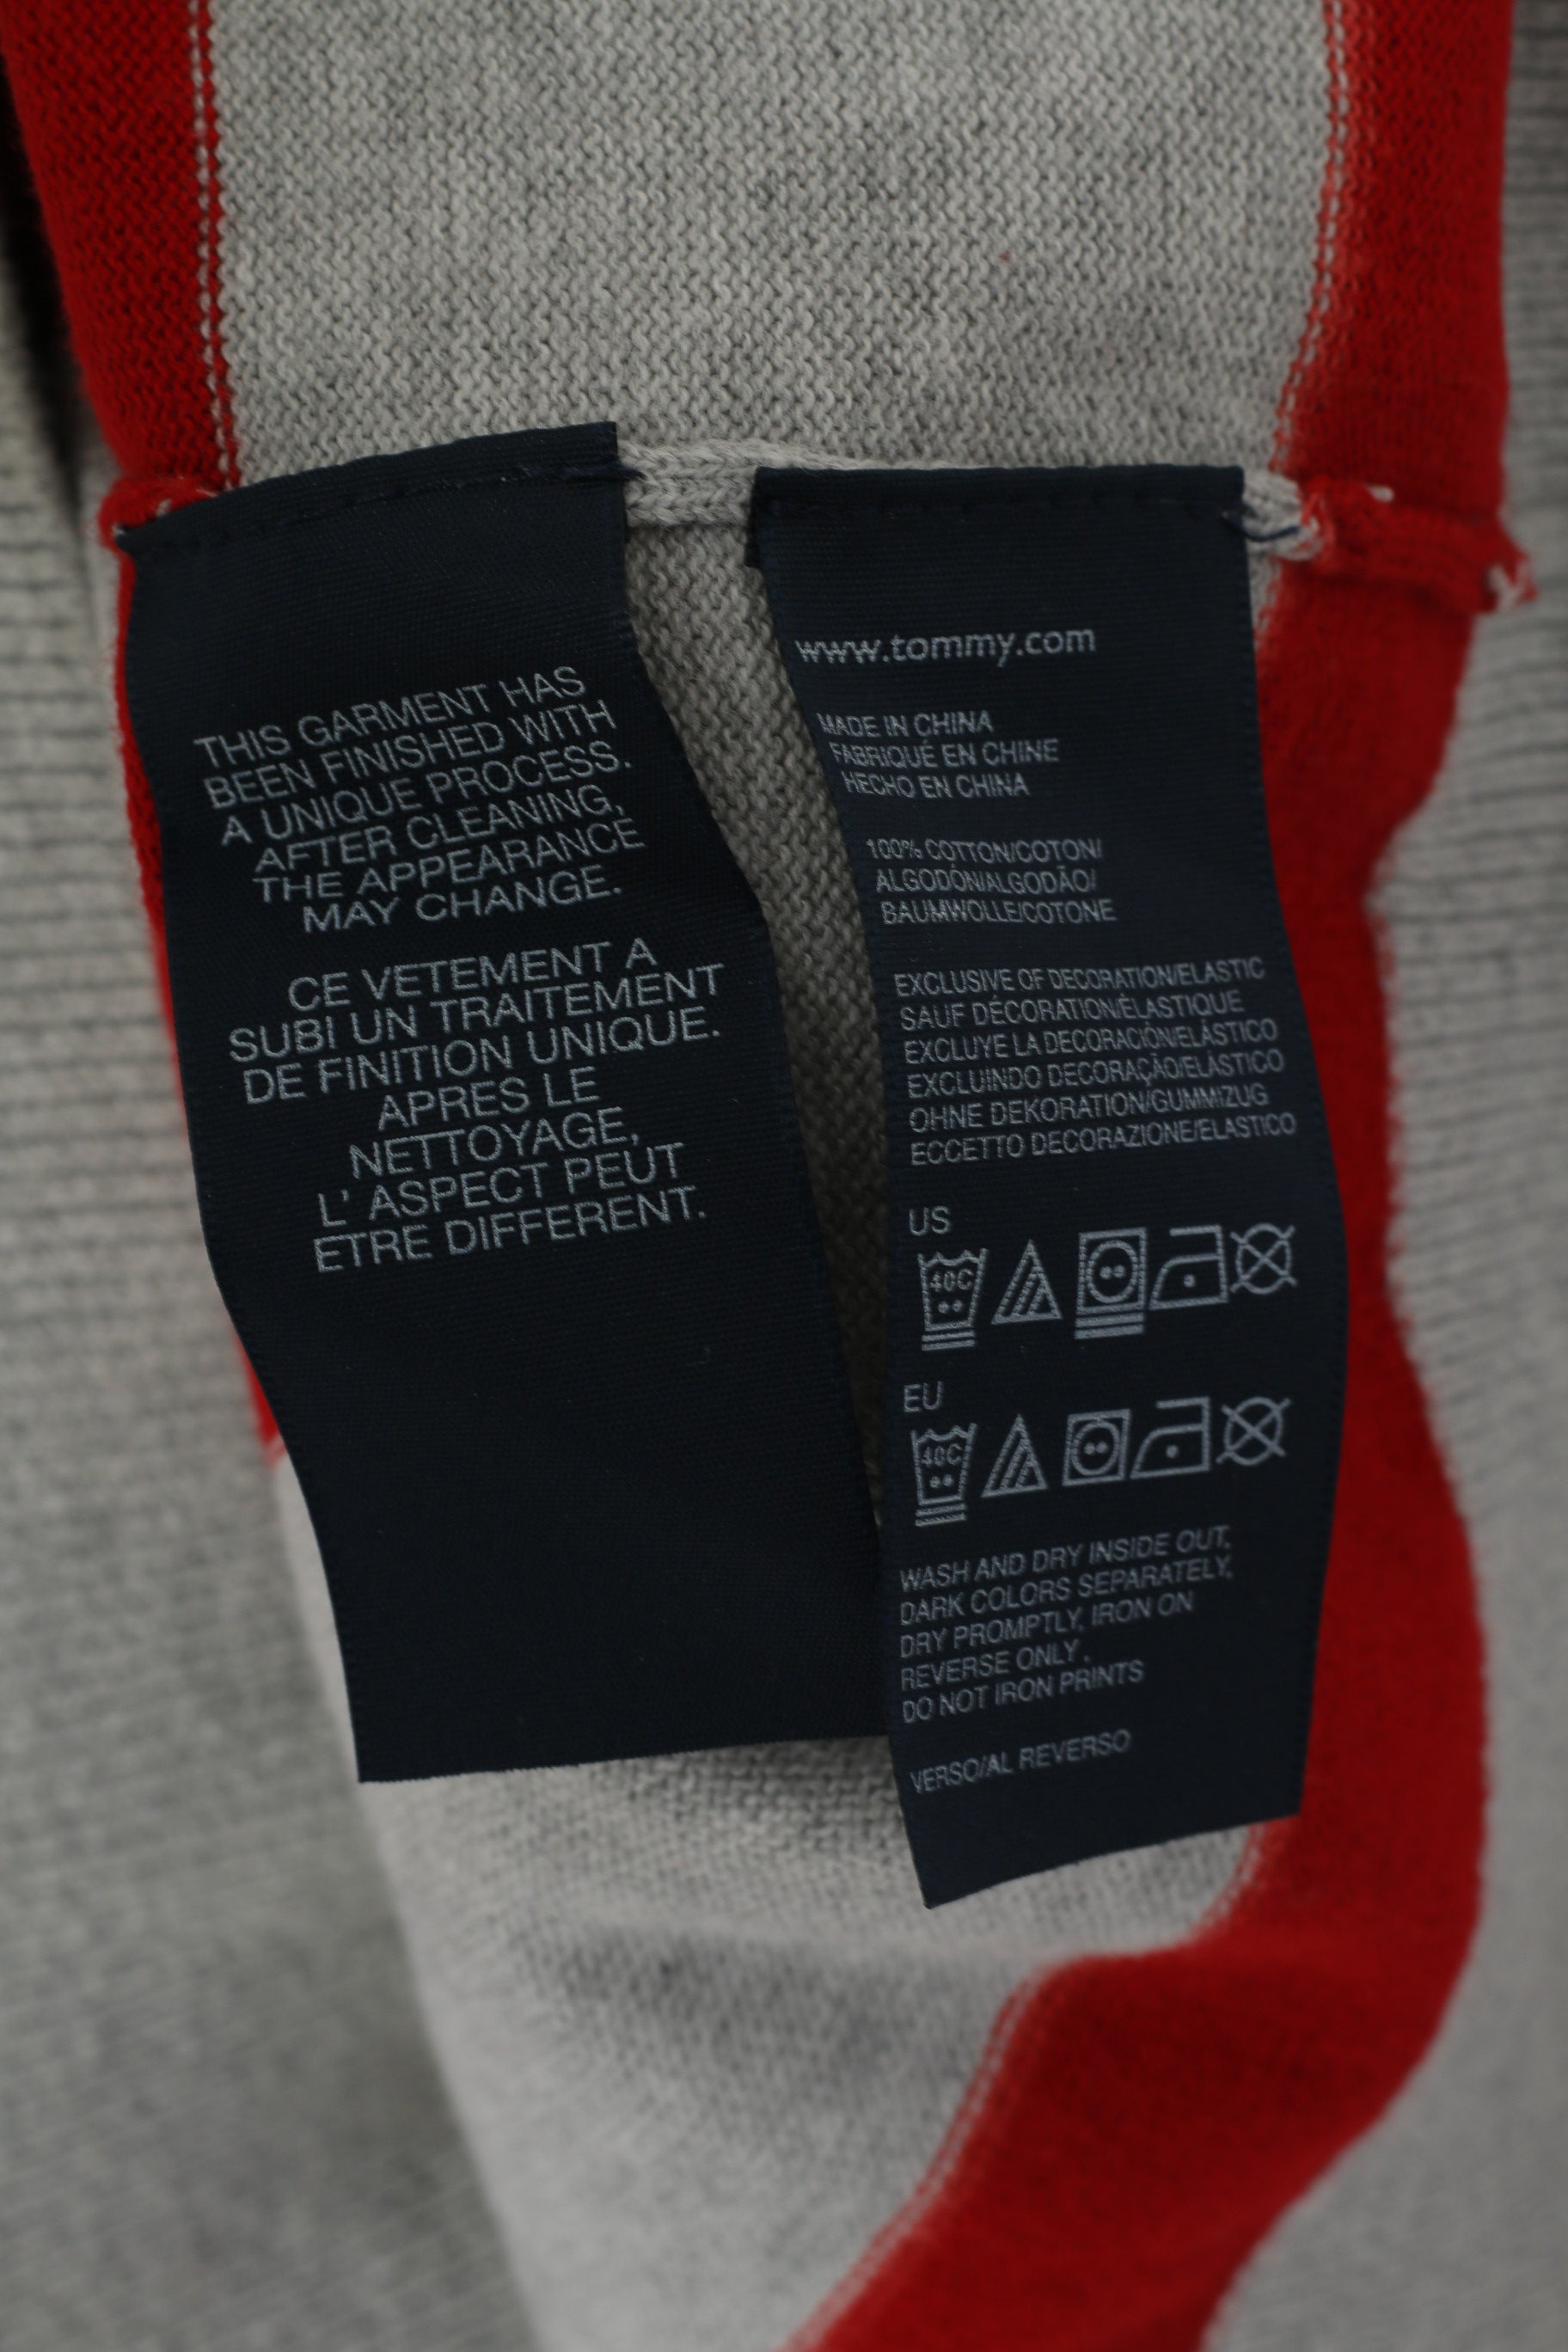 THIS GARMENT HAS
BEEN FINISHED WITH
A UNIQUE PROCESS.
AFTER CLEANING,
THE APPEARANCE
MAY CHANGE.
CE VETEMENT A
SUBI UN TRAITEMENT
DE FINITION UNIQUE.
APRES LE
NETTOYAGE,
L' ASPECT PEUT
ETRE DIFFERENT.
www.tommy.com
MADE IN CHINA
FABRIQUÉ EN CHINE
HECHO EN CHINA
100% COTTON/COTON/
ALGODÓN/ALGODÃO/
BAUMWOLLE/COTONE
EXCLUSIVE OF DECORATION/ELASTIC
SAUF DÉCORATION/ÉLASTIQUE
EXCLUYE LA DECORACIÓN/ELÁSTICO
EXCLUINDO DECORAÇÃO/ELÁSTICO
OHNE DEKORATION/GUMMIZUG
ECCETTO DECORAZIONE/ELASTICO
US
40C
EU
40C
WASH AND DRY INSIDE OUT,
DARK COLORS SEPARATELY,
DRY PROMPTLY, IRON ON
REVERSE ONLY,
DO NOT IRON PRINTS
VERSO/AL REVERSO